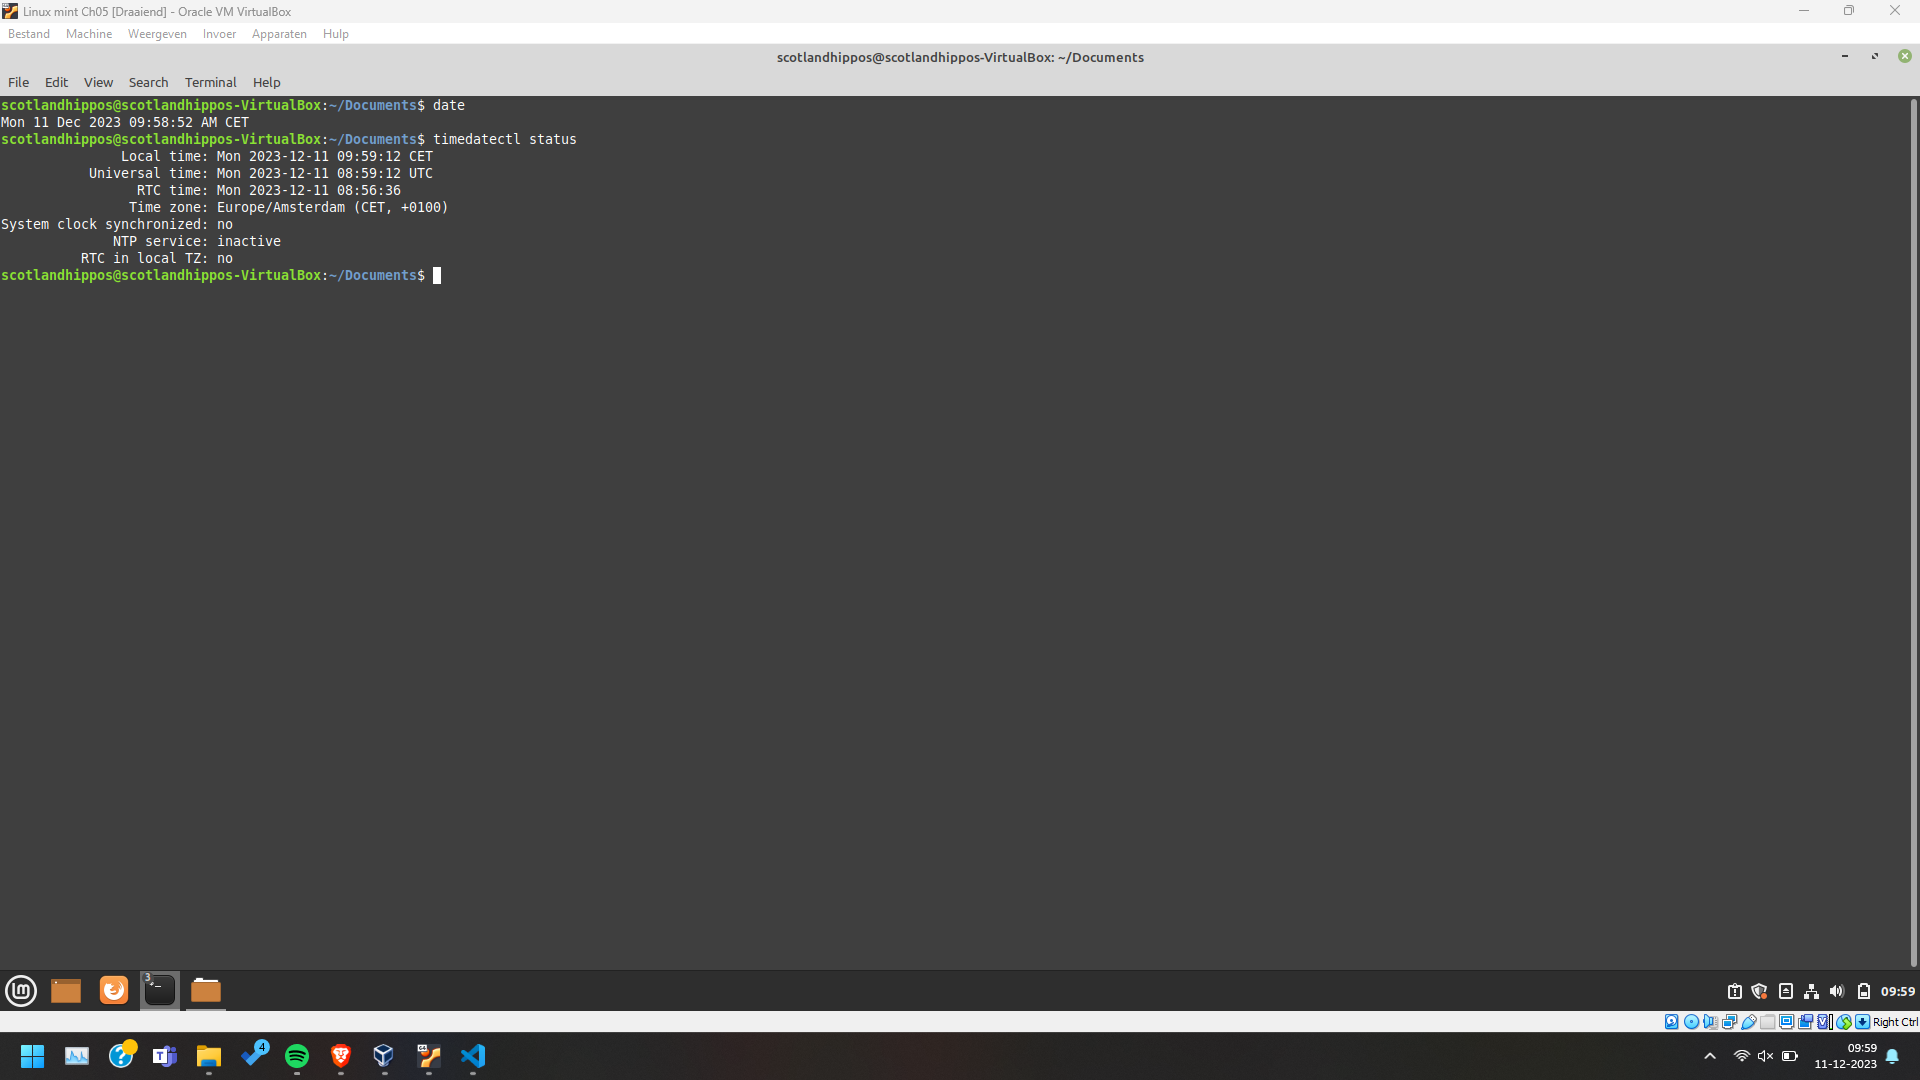 Linux mint Ch05 [Draaiend] - Oracle VM VirtualBox
Bestand Machine Weergeven Invoer Apparaten Hulp
scotlandhippos@scotlandhippos-VirtualBox: ~/Documents
File Edit View Search Terminal Help
scotlandhippos@scotlandhippos-VirtualBox:~/Documents$ date
Mon 11 Dec 2023 09:58:52 AM CET
scotlandhippos@scotlandhippos-VirtualBox:~/Documents$ timedatectl status
Local time: Mon 2023-12-11 09:59:12 CET
Universal time: Mon 2023-12-11 08:59:12 UTC
RTC time: Mon 2023-12-11 08:56:36
Time zone: Europe/Amsterdam (CET, +0100)
System clock synchronized: no
NTP service: inactive
RTC in local TZ: no
scotlandhippos@scotlandhippos-VirtualBox:~/Documents$
3
09:59
Right Ctrl
4
09:59
11-12-2023